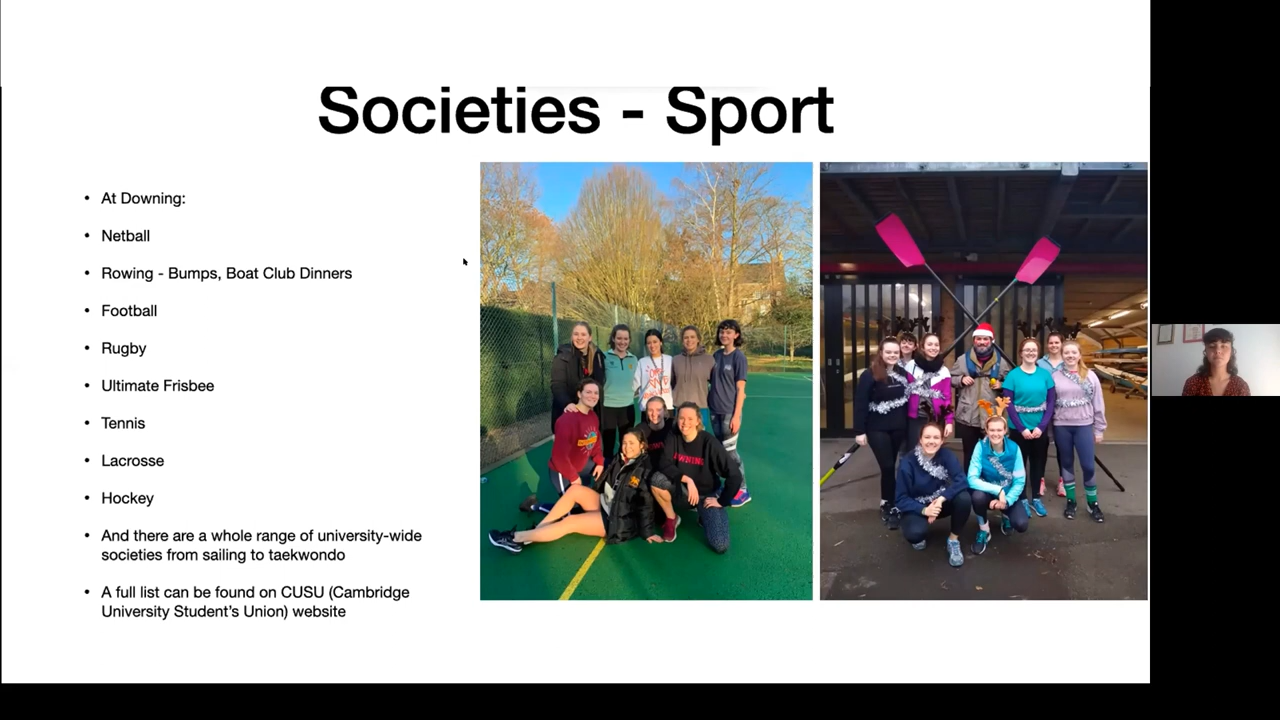 Societies - Sport
• At Downing:
• Netball
• Rowing - Bumps, Boat Club Dinners
• Football
• Rugby
• Ultimate Frisbee
• Tennis
• Lacrosse
• Hockey
• And there are a whole range of university-wide
societies from sailing to taekwondo
• A full list can be found on CUSU (Cambridge
University Student's Union) website